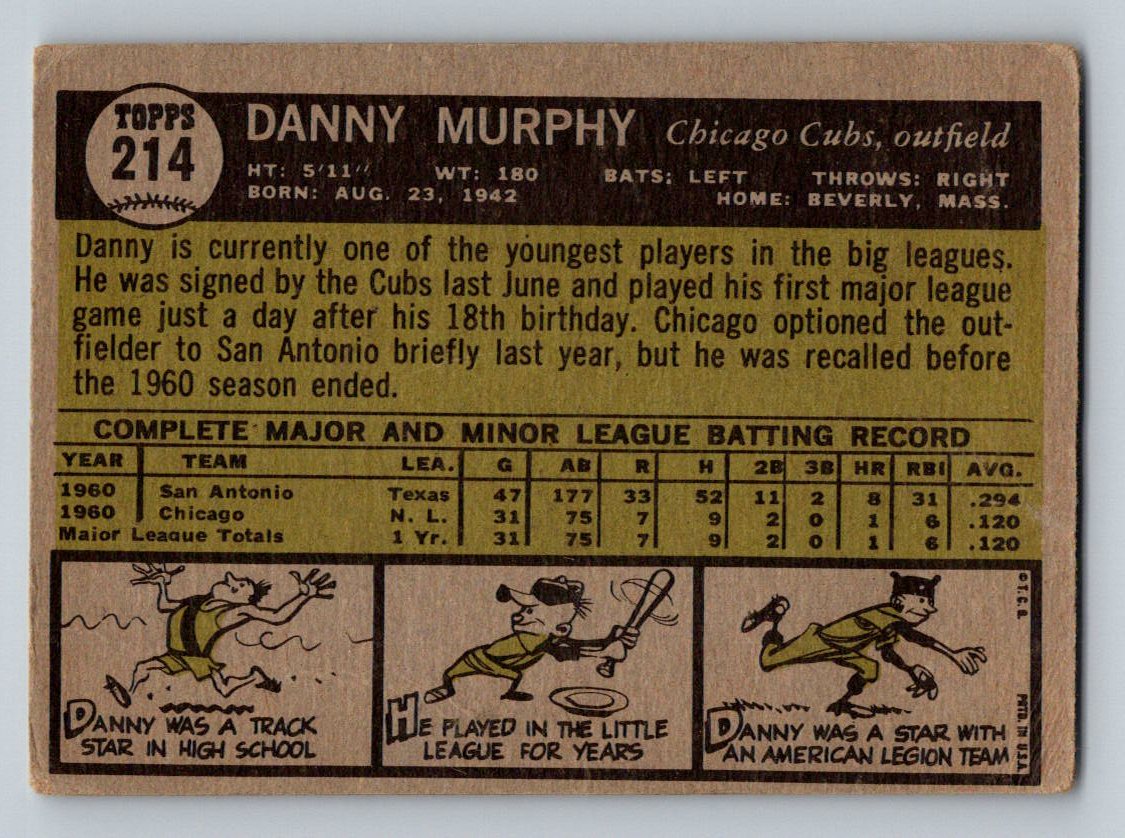 TOPPS
214
DANNY MURPHY Chicago Cubs, outfield
HT: 5'11" WT: 180 BATS: LEFT THROWS: RIGHT
BORN: AUG. 23, 1942 HOME: BEVERLY, MASS.
Danny is currently one of the youngest players in the big leagues.
He was signed by the Cubs last June and played his first major league
game just a day after his 18th birthday. Chicago optioned the out-
fielder to San Antonio briefly last year, but he was recalled before
the 1960 season ended.
COMPLETE MAJOR AND MINOR LEAGUE BATTING RECORD
YEAR TEAM LEA. G AB R H 2B 3B HR RBI AVG.
1960 San Antonio Texas 47 177 33 52 11 2 8 31 .294
1960 Chicago N. L. 31 75 7 9 2 0 1 6 .120
Major League Totals 1 Yr. 31 75 7 9 2 0 1 6 .120
DANNY WAS A TRACK
STAR IN HIGH SCHOOL
HE PLAYED IN THE LITTLE
LEAGUE FOR YEARS
DANNY WAS A STAR WITH
AN AMERICAN LEGION TEAM
© T. C. G.
PRTD. IN U.S.A.